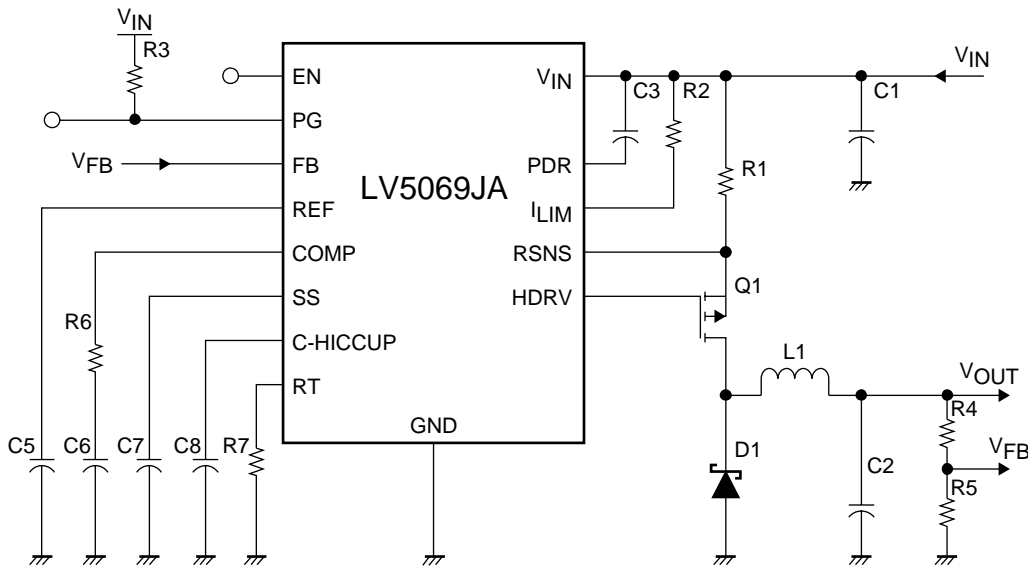 VIN
R3
EN
PG
VFB
FB
REF
COMP
SS
C-HICCUP
RT
GND
LV5069JA
VIN
PDR
ILIM
RSNS
HDRV
C3
R2
C1
VIN
R1
Q1
L1
VOUT
R4
VFB
R5
C2
D1
R6
C5
C6
C7
C8
R7